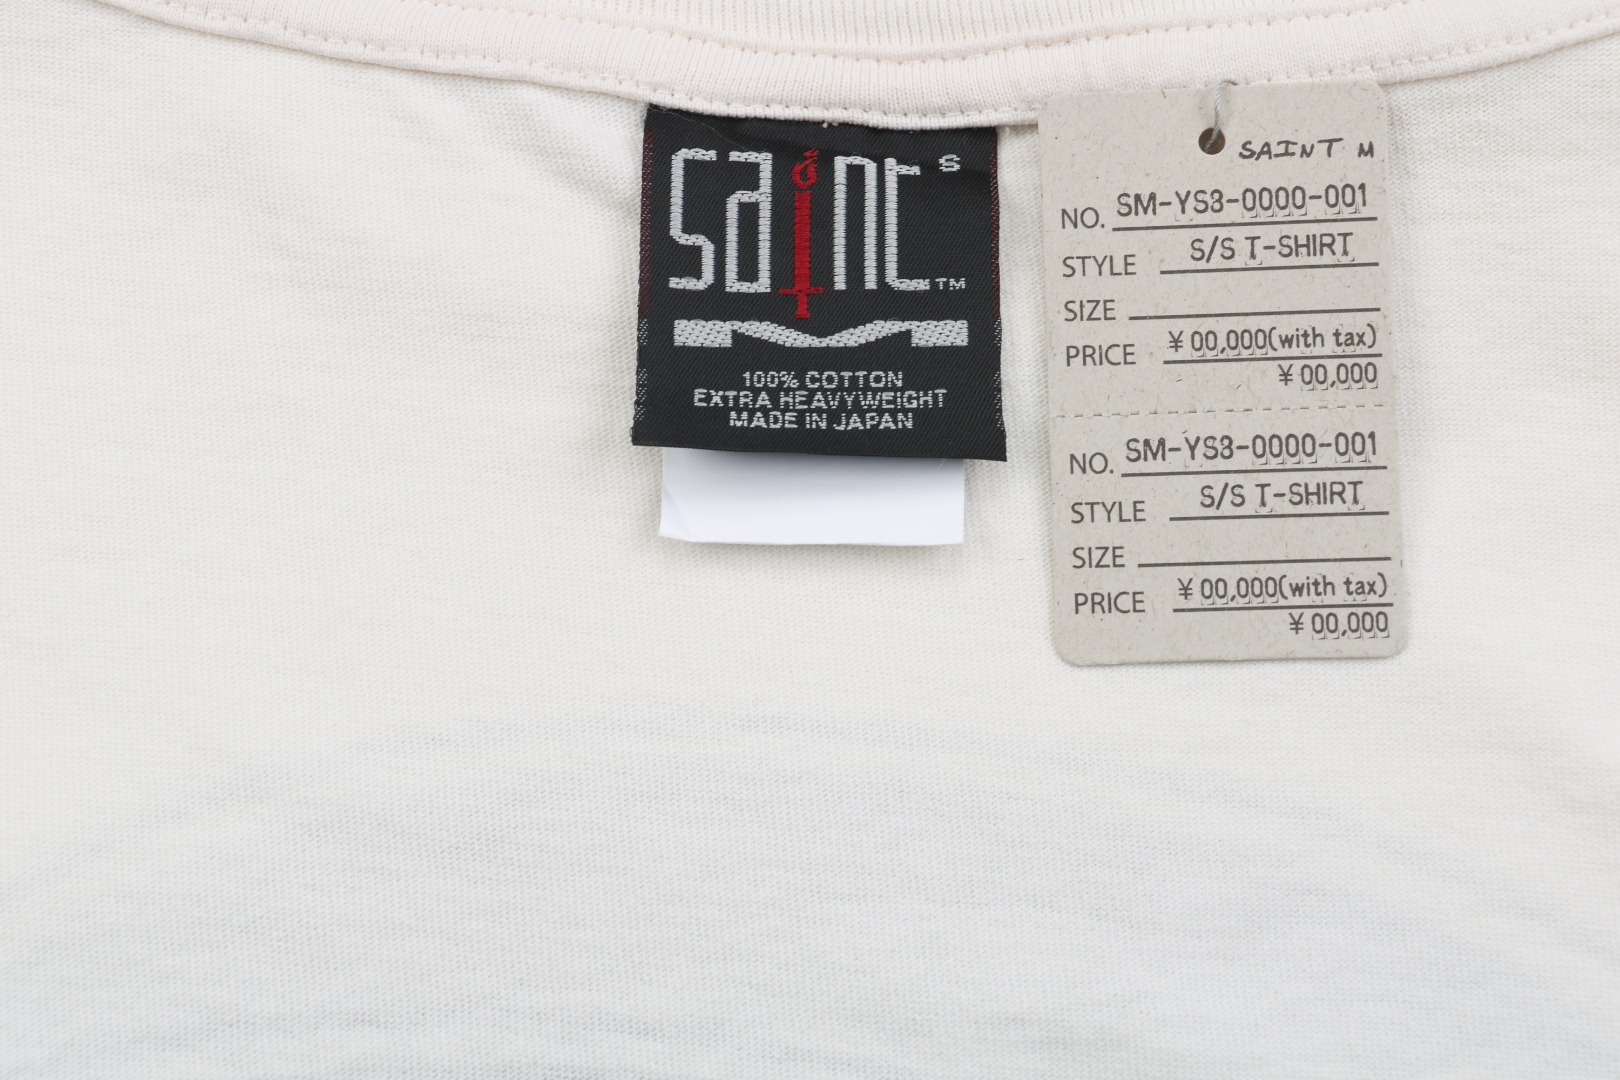 saint S
TM
100% COTTON
EXTRA HEAVYWEIGHT
MADE IN JAPAN
SAINT M
NO. SM-YS3-0000-001
STYLE S/S T-SHIRT
SIZE
PRICE ¥00,000(with tax)
¥00,000
NO. SM-YS3-0000-001
STYLE S/S T-SHIRT
SIZE
PRICE ¥00,000(with tax)
¥00,000